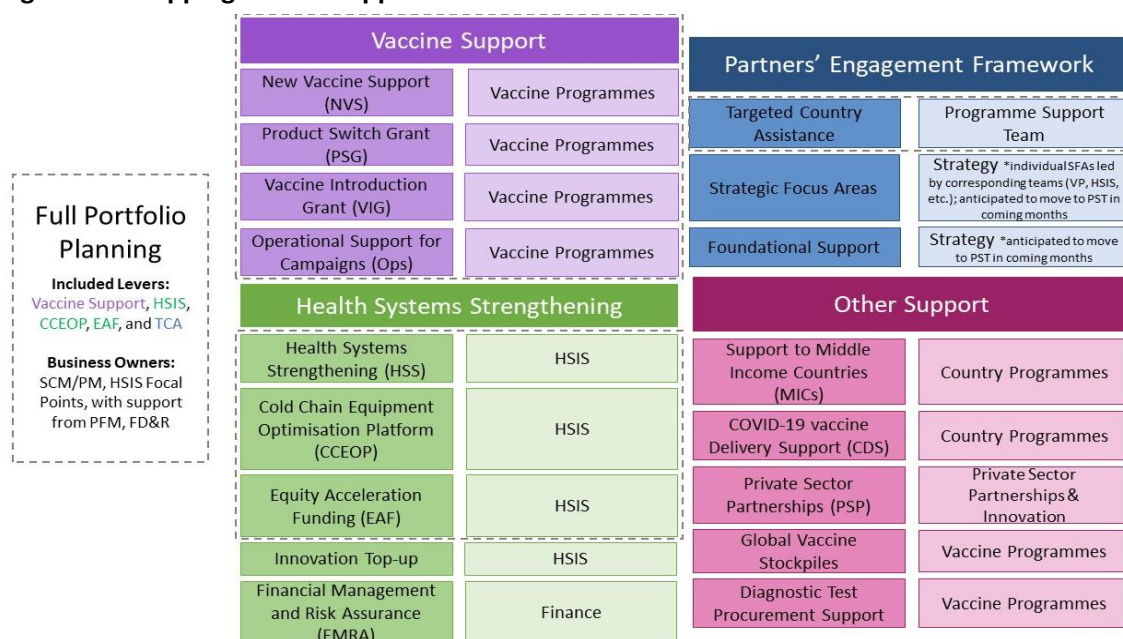 Full Portfolio
Planning
Included Levers:
Vaccine Support, HSIS,
CCEOP, EAF, and TCA
Business Owners:
SCM/PM, HSIS Focal
Points, with support
from PFM, FD&R
Vaccine Support
New Vaccine Support
(NVS)
Vaccine Programmes
Product Switch Grant
(PSG)
Vaccine Programmes
Vaccine Introduction
Grant (VIG)
Vaccine Programmes
Operational Support for
Campaigns (Ops)
Vaccine Programmes
Health Systems Strengthening
Health Systems
Strengthening (HSS)
HSIS
Cold Chain Equipment
Optimisation Platform
(CCEOP)
HSIS
Equity Acceleration
Funding (EAF)
HSIS
Innovation Top-up
HSIS
Financial Management
and Risk Assurance
(FMRA)
Finance
Partners' Engagement Framework
Targeted Country
Assistance
Programme Support
Team
Strategic Focus Areas
Strategy *individual SFAs led
by corresponding teams (VP, HSIS,
etc.); anticipated to move to PST in
coming months
Foundational Support
Strategy *anticipated to move
to PST in coming months
Other Support
Support to Middle
Income Countries
(MICs)
Country Programmes
COVID-19 vaccine
Delivery Support (CDS)
Country Programmes
Private Sector
Partnerships (PSP)
Private Sector
Partnerships &
Innovation
Global Vaccine
Stockpiles
Vaccine Programmes
Diagnostic Test
Procurement Support
Vaccine Programmes